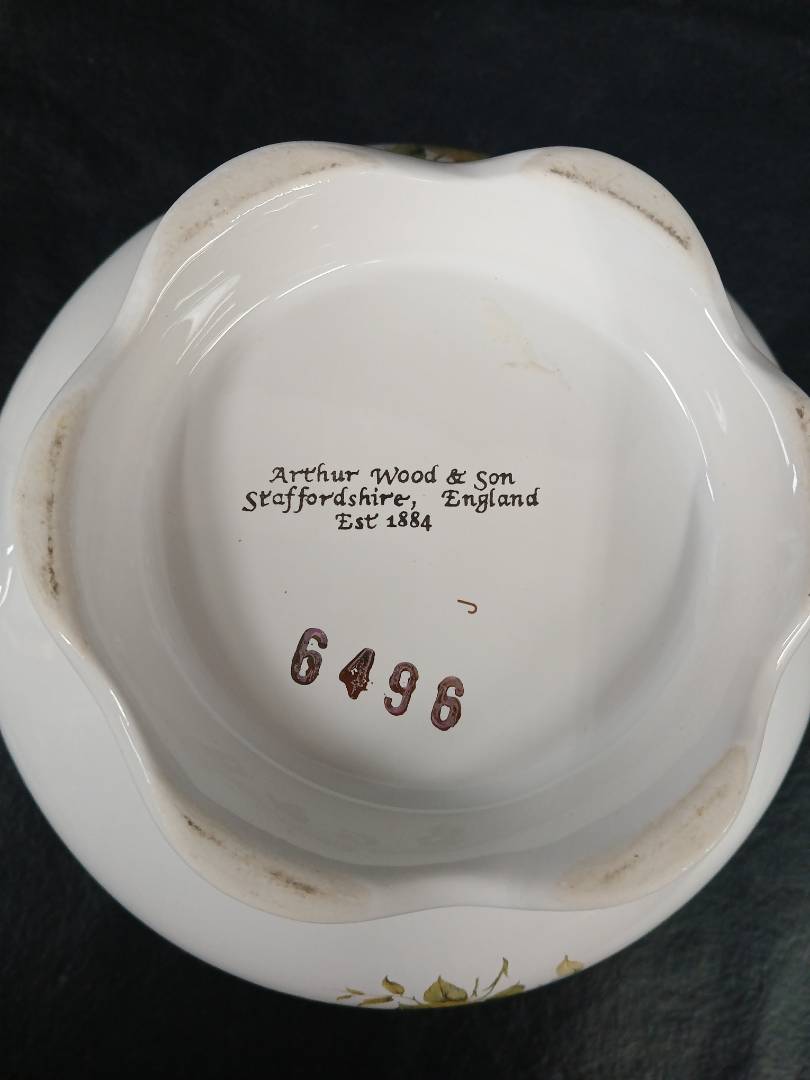 Arthur Wood & Son
Staffordshire, England
Est 1884
J
6496